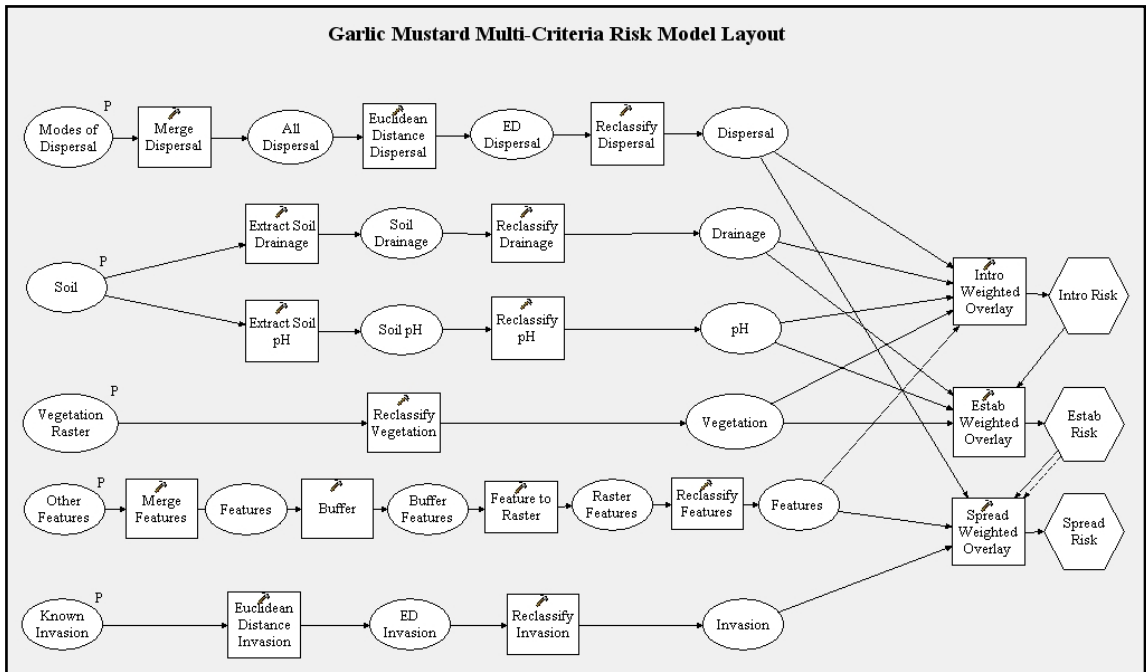 Garlic Mustard Multi-Criteria Risk Model Layout
P
Modes of
Dispersal
Merge
Dispersal
All
Dispersal
Euclidean
Distance
Dispersal
ED
Dispersal
Reclassify
Dispersal
Dispersal
P
Soil
Extract Soil
Drainage
Soil
Drainage
Reclassify
Drainage
Drainage
Extract Soil
pH
Soil pH
Reclassify
pH
pH
Intro
Weighted
Overlay
Intro Risk
P
Vegetation
Raster
Reclassify
Vegetation
Vegetation
Estab
Weighted
Overlay
Estab
Risk
P
Other
Features
Merge
Features
Features
Buffer
Buffer
Features
Feature to
Raster
Raster
Features
Reclassify
Features
Features
Spread
Weighted
Overlay
Spread
Risk
P
Known
Invasion
Euclidean
Distance
Invasion
ED
Invasion
Reclassify
Invasion
Invasion